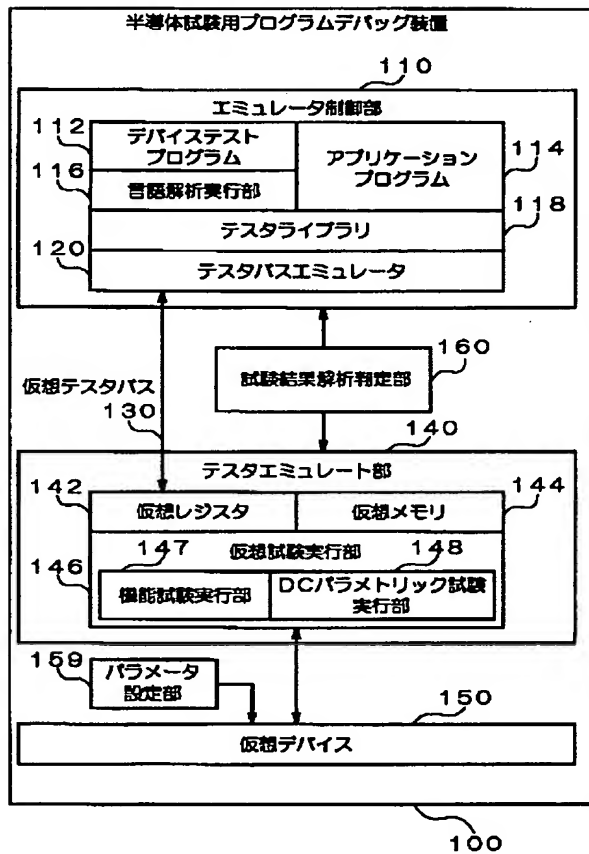 半導体試験用プログラムデバッグ装置
110
エミュレータ制御部
112
デバイステスト
プログラム
アプリケーション
プログラム
114
116
言語解析実行部
テスタライブラリ
118
120
テスタバスエミュレータ
仮想テスタバス
130
試験結果解析判定部
160
140
テスタエミュレート部
142
仮想レジスタ
仮想メモリ
144
仮想試験実行部
146
147
148
機能試験実行部
DCパラメトリック試験
実行部
159
パラメータ
設定部
150
仮想デバイス
100